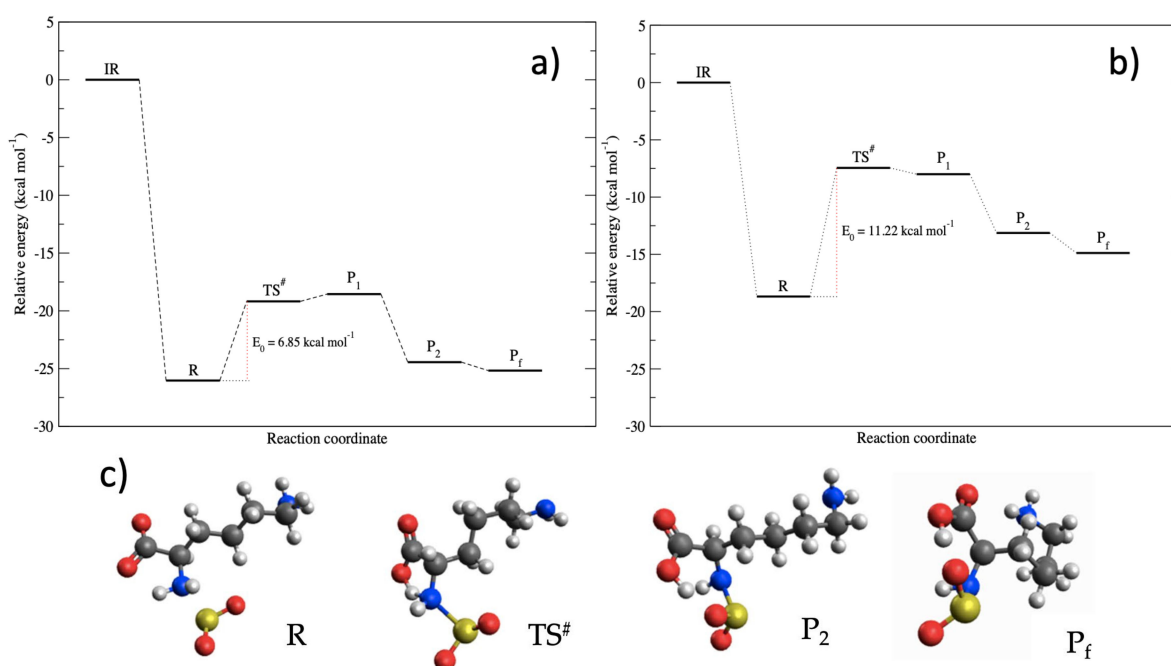 a)
5
0
-5
-10
-15
-20
-25
-30
Relative energy (kcal mol⁻¹)
IR
R
TS#
P1
P2
Pf
E0 = 6.85 kcal mol⁻¹
Reaction coordinate
b)
5
0
-5
-10
-15
-20
-25
-30
Relative energy (kcal mol⁻¹)
IR
R
TS#
P1
P2
Pf
E0 = 11.22 kcal mol⁻¹
Reaction coordinate
c)
R
TS#
P2
Pf